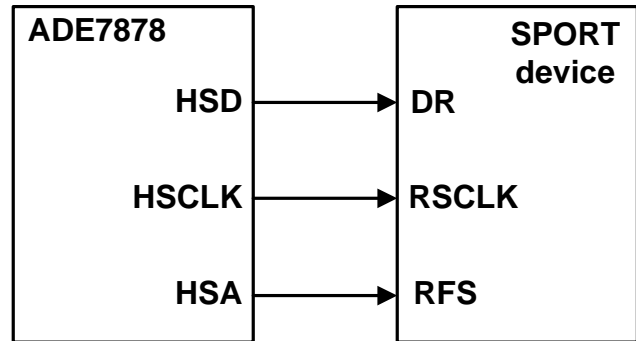 ADE7878
SPORT
device
HSD
DR
HSCLK
RSCLK
HSA
RFS